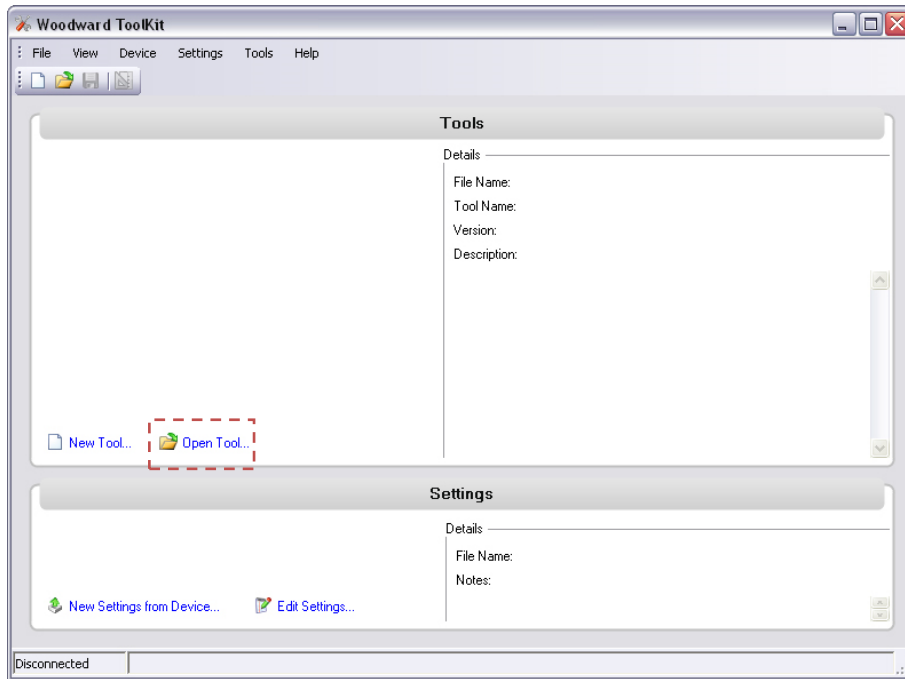 Woodward ToolKit
File View Device Settings Tools Help
Tools
Details
File Name:
Tool Name:
Version:
Description:
New Tool... Open Tool...
Settings
Details
File Name:
Notes:
New Settings from Device... Edit Settings...
Disconnected